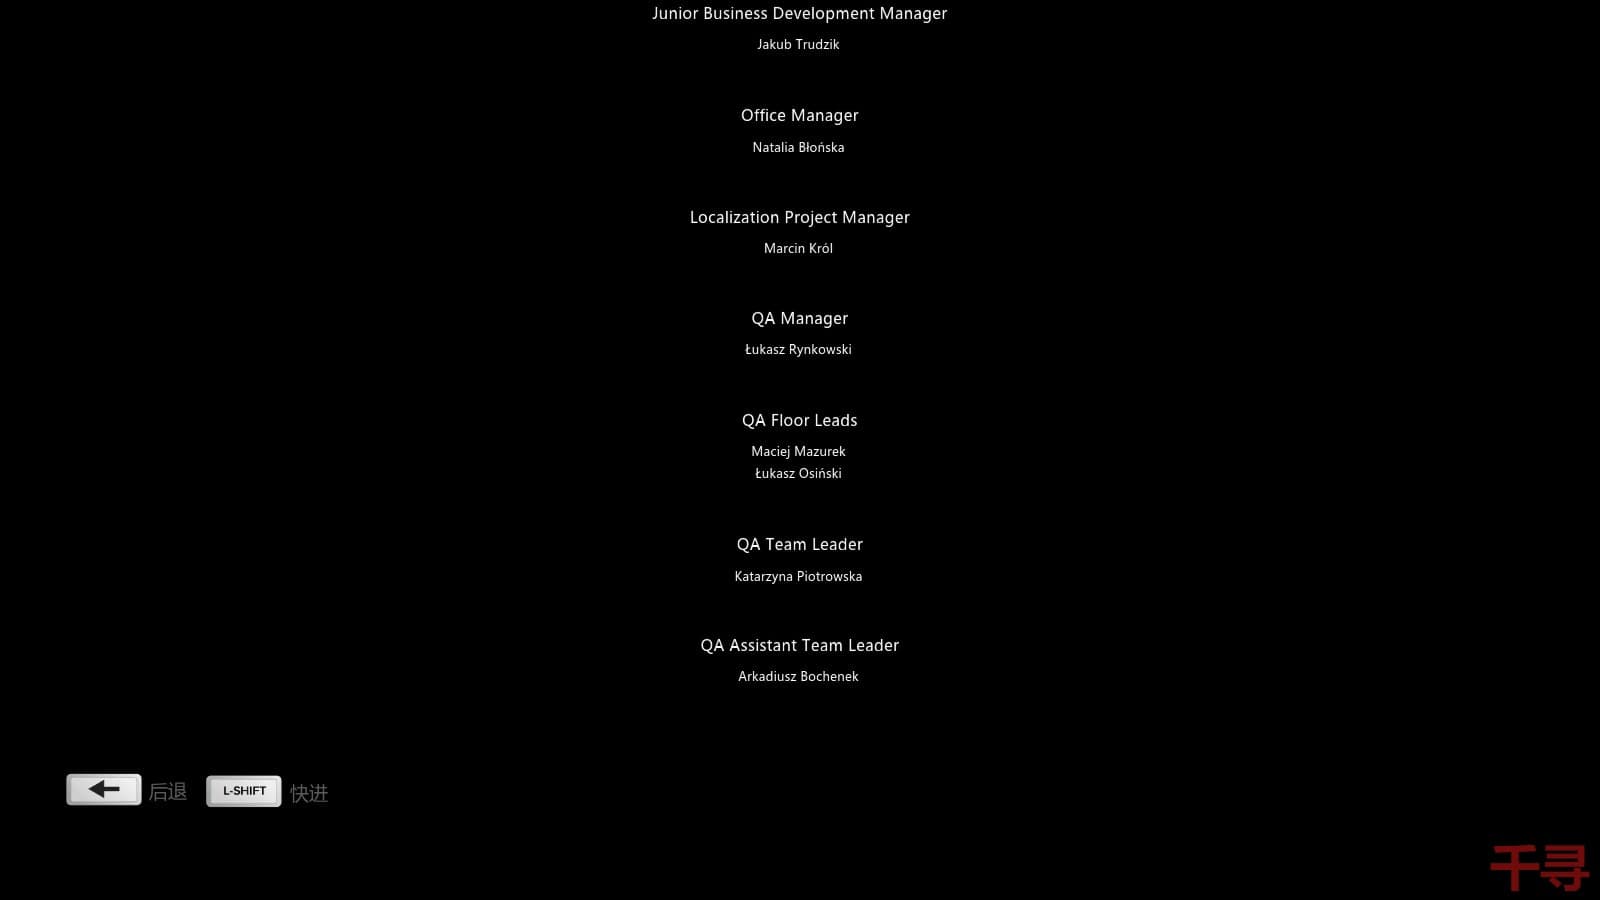 Junior Business Development Manager
Jakub Trudzik
Office Manager
Natalia Błońska
Localization Project Manager
Marcin Król
QA Manager
Łukasz Rynkowski
QA Floor Leads
Maciej Mazurek
Łukasz Osiński
QA Team Leader
Katarzyna Piotrowska
QA Assistant Team Leader
Arkadiusz Bochenek
后退 L-SHIFT 快进
千寻